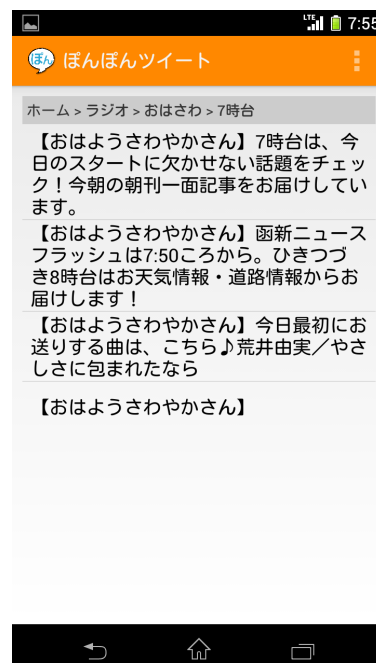 LTE 7:55
ぽん ぽんぽんツイート
ホーム > ラジオ > おはさわ > 7時台
【おはようさわやかさん】7時台は、今
日のスタートに欠かせない話題をチェッ
ク！今朝の朝刊一面記事をお届けしてい
ます。
【おはようさわやかさん】函新ニュース
フラッシュは7:50ころから。ひきつづ
き8時台はお天気情報・道路情報からお
届けします！
【おはようさわやかさん】今日最初にお
送りする曲は、こちら♪荒井由実／やさ
しさに包まれたなら
【おはようさわやかさん】